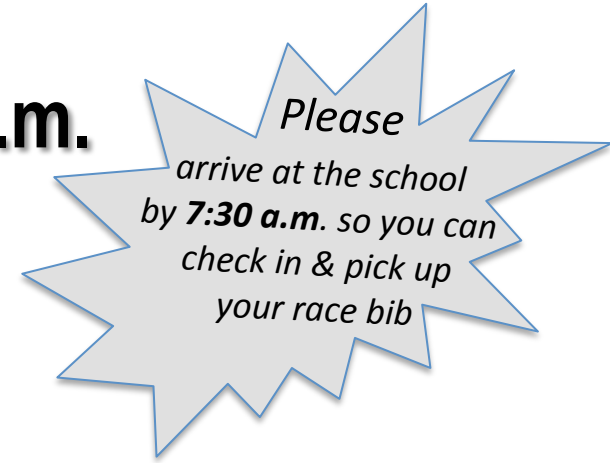 .m.
Please
arrive at the school
by 7:30 a.m. so you can
check in & pick up
your race bib